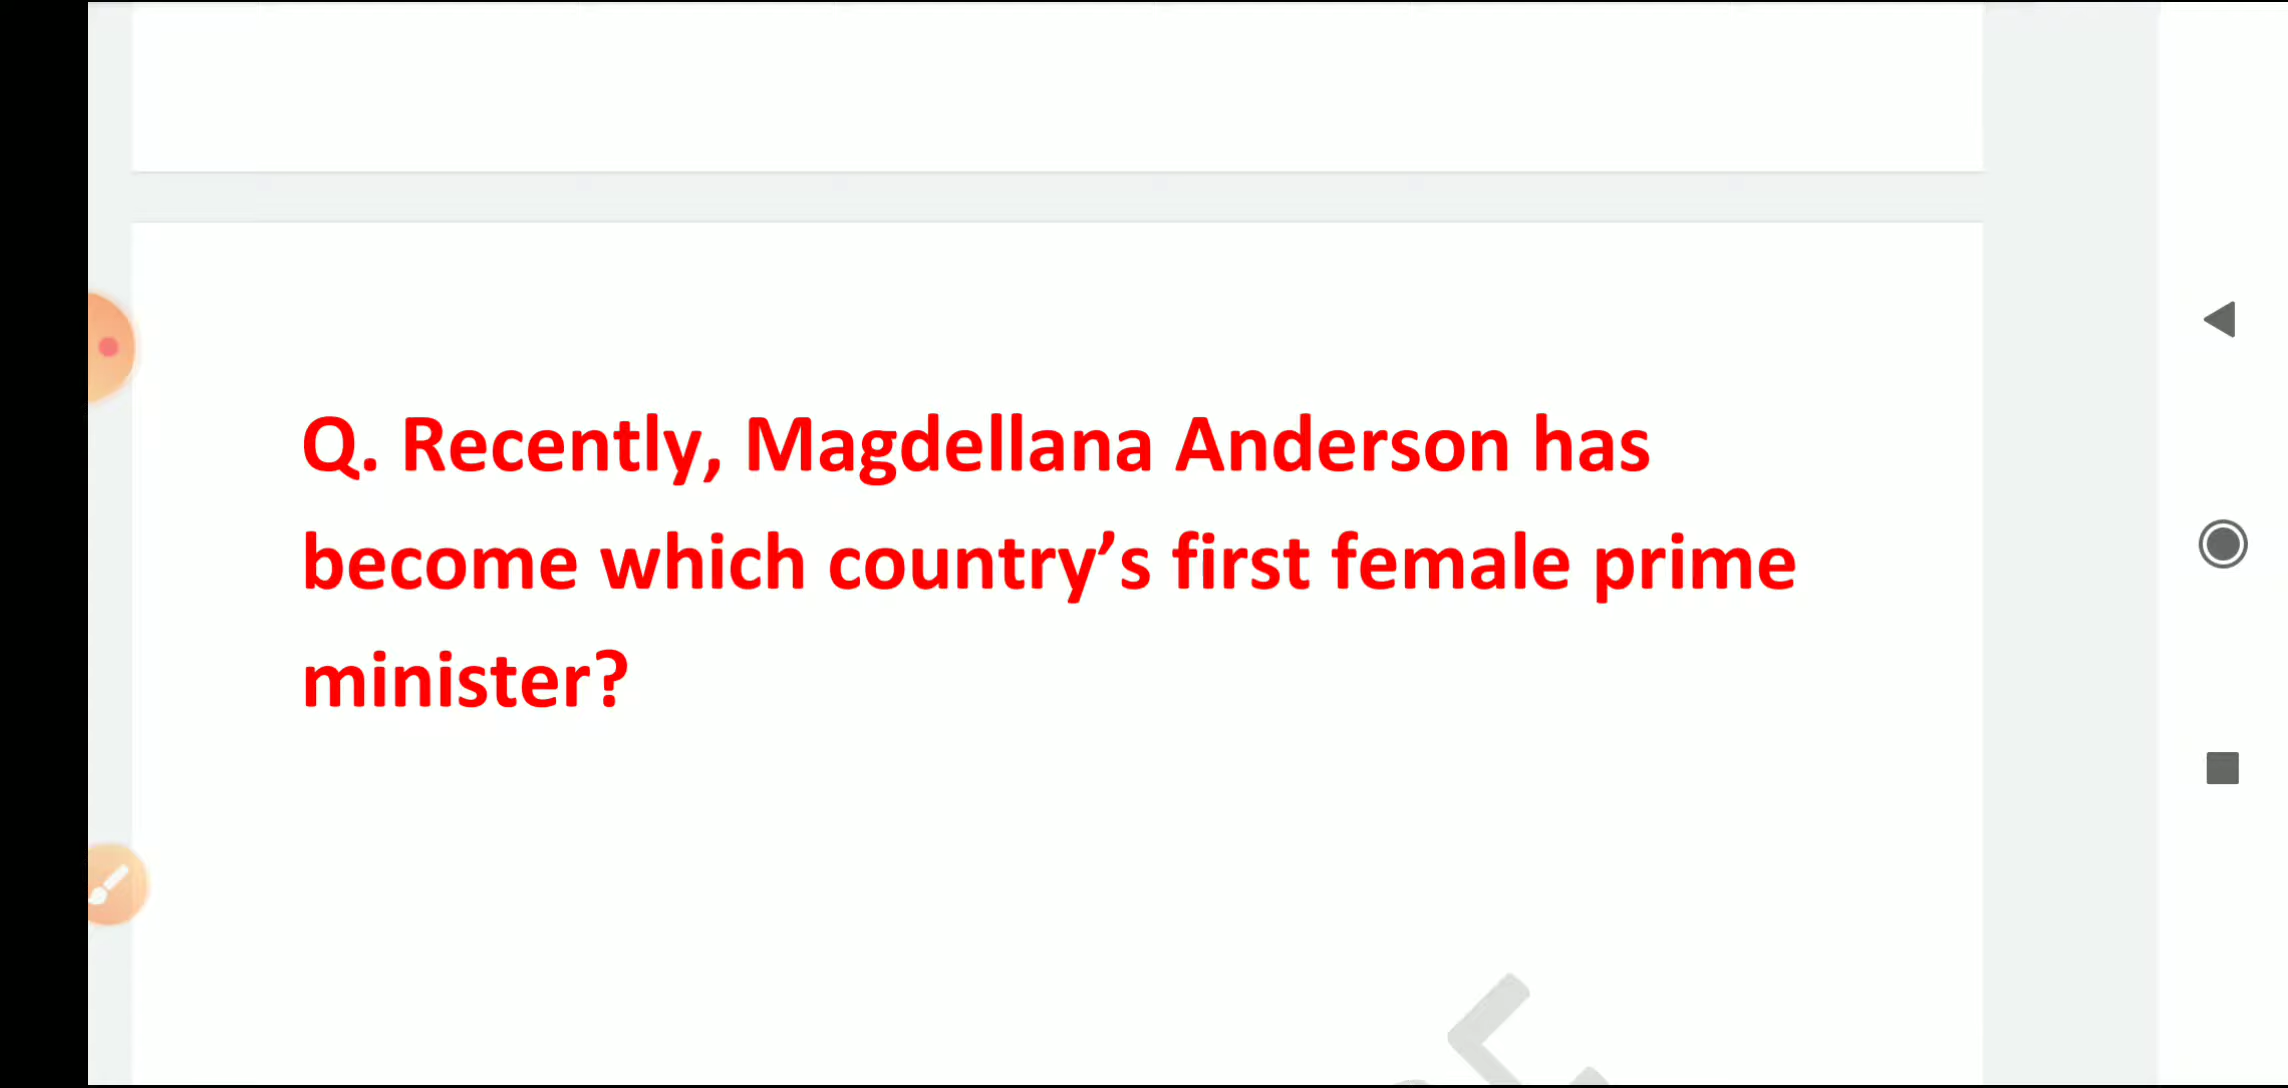 Q. Recently, Magdellana Anderson has
become which country’s first female prime
minister?